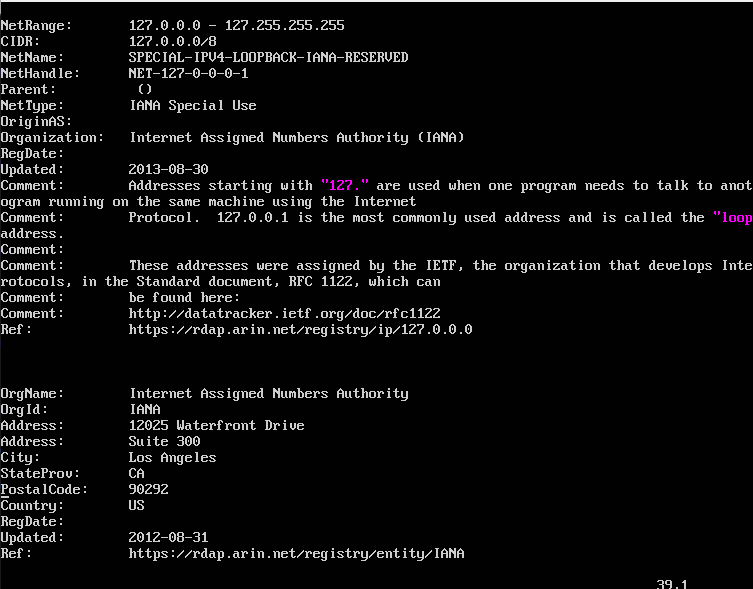 NetRange:       127.0.0.0 - 127.255.255.255
CIDR:           127.0.0.0/8
NetName:        SPECIAL-IPV4-LOOPBACK-IANA-RESERVED
NetHandle:      NET-127-0-0-0-1
Parent:          ()
NetType:        IANA Special Use
OriginAS:
Organization:   Internet Assigned Numbers Authority (IANA)
RegDate:
Updated:        2013-08-30
Comment:        Addresses starting with "127." are used when one program needs to talk to anot
ogram running on the same machine using the Internet
Comment:        Protocol.  127.0.0.1 is the most commonly used address and is called the "loop
address.
Comment:
Comment:        These addresses were assigned by the IETF, the organization that develops Inte
rotocols, in the Standard document, RFC 1122, which can
Comment:        be found here:
Comment:        http://datatracker.ietf.org/doc/rfc1122
Ref:            https://rdap.arin.net/registry/ip/127.0.0.0
OrgName:        Internet Assigned Numbers Authority
OrgId:          IANA
Address:        12025 Waterfront Drive
Address:        Suite 300
City:           Los Angeles
StateProv:      CA
PostalCode:     90292
Country:        US
RegDate:
Updated:        2012-08-31
Ref:            https://rdap.arin.net/registry/entity/IANA
39,1